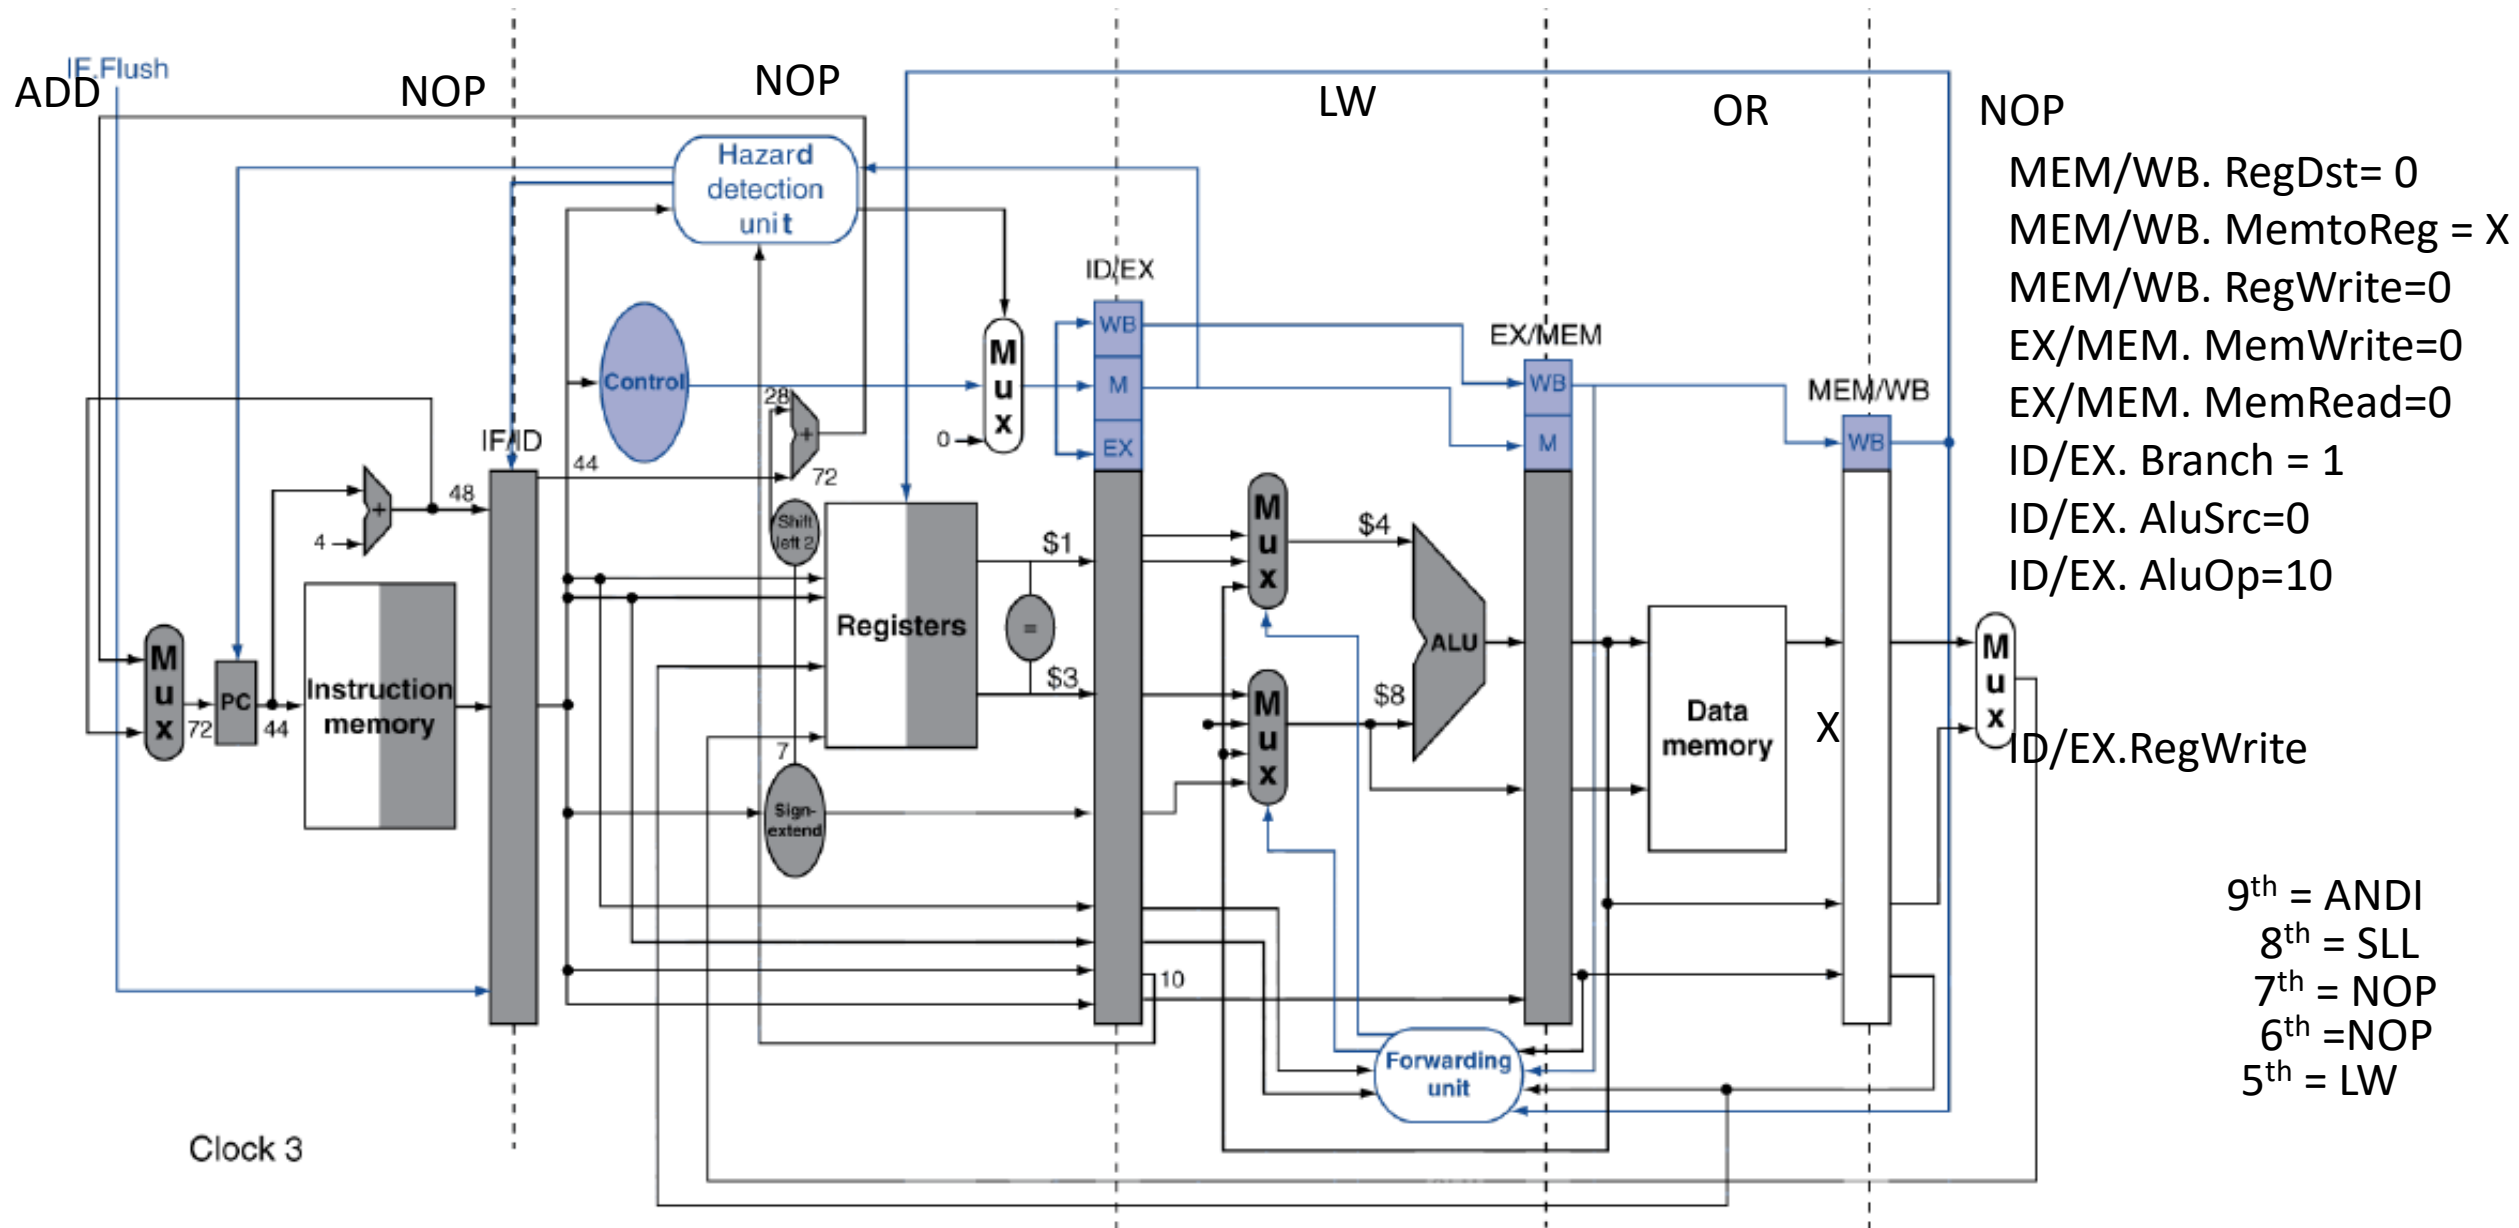 IF.Flush
ADD
NOP
NOP
LW
OR
NOP
Hazard
detection
unit
MEM/WB. RegDst= 0
MEM/WB. MemtoReg = X
MEM/WB. RegWrite=0
EX/MEM. MemWrite=0
EX/MEM. MemRead=0
ID/EX. Branch = 1
ID/EX. AluSrc=0
ID/EX. AluOp=10
ID/EX
WB
M
EX
EX/MEM
WB
M
MEM/WB
WB
Control
M
u
x
0
28
+
72
IF/ID
44
48
+
4
Shift
left 2
$1
=
$3
Registers
M
u
x
$4
ALU
M
u
x
$8
M
u
x
72
PC
44
Instruction
memory
7
Sign-
extend
Data
memory
X
M
u
x
ID/EX.RegWrite
10
Forwarding
unit
9th = ANDI
8th = SLL
7th = NOP
6th =NOP
5th = LW
Clock 3